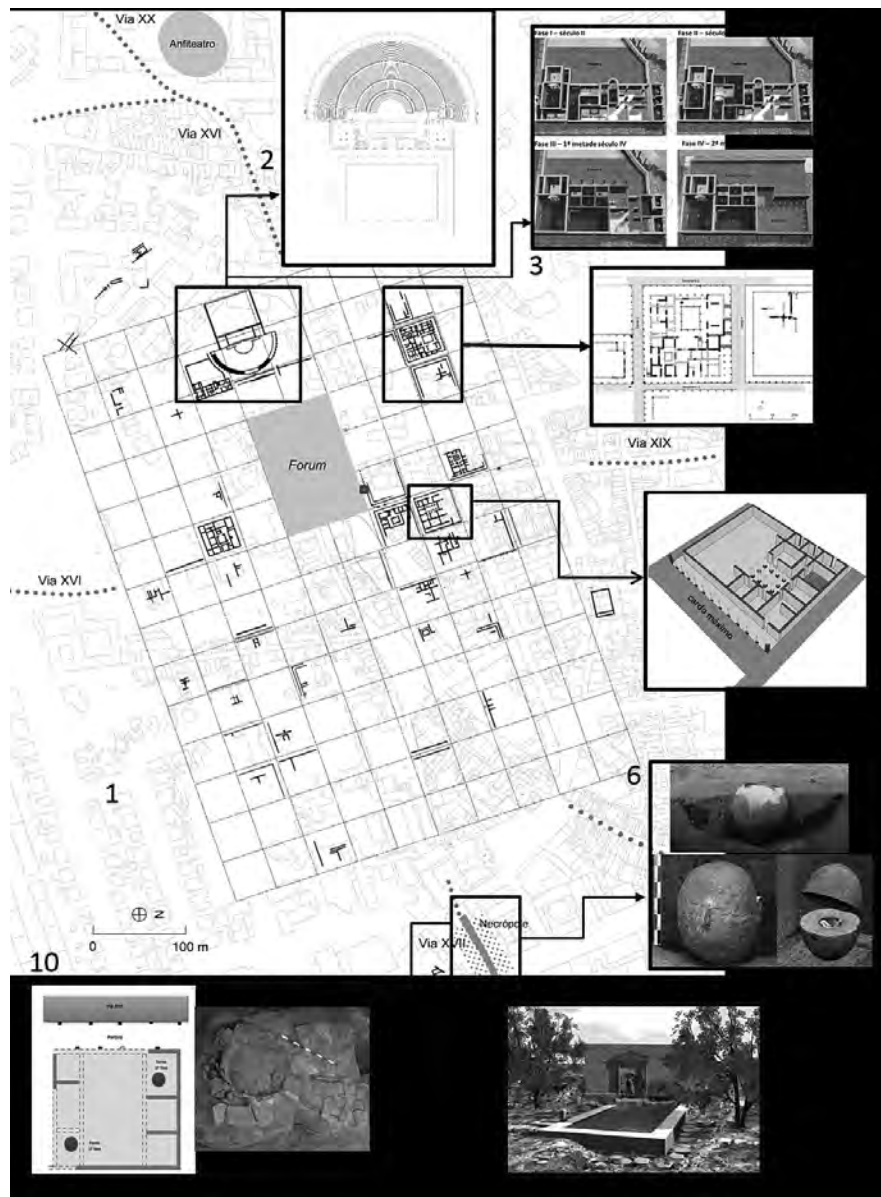 Via XX
Anfiteatro
Via XVI
2
Fase I – século II
Fase II – século
Fase III – 1ª metade século IV
Fase IV – 2ª m
3
Forum
Via XIX
Via XVI
cardo máximo
1
6
N
0 100 m
Necrópole
Via XVII
10